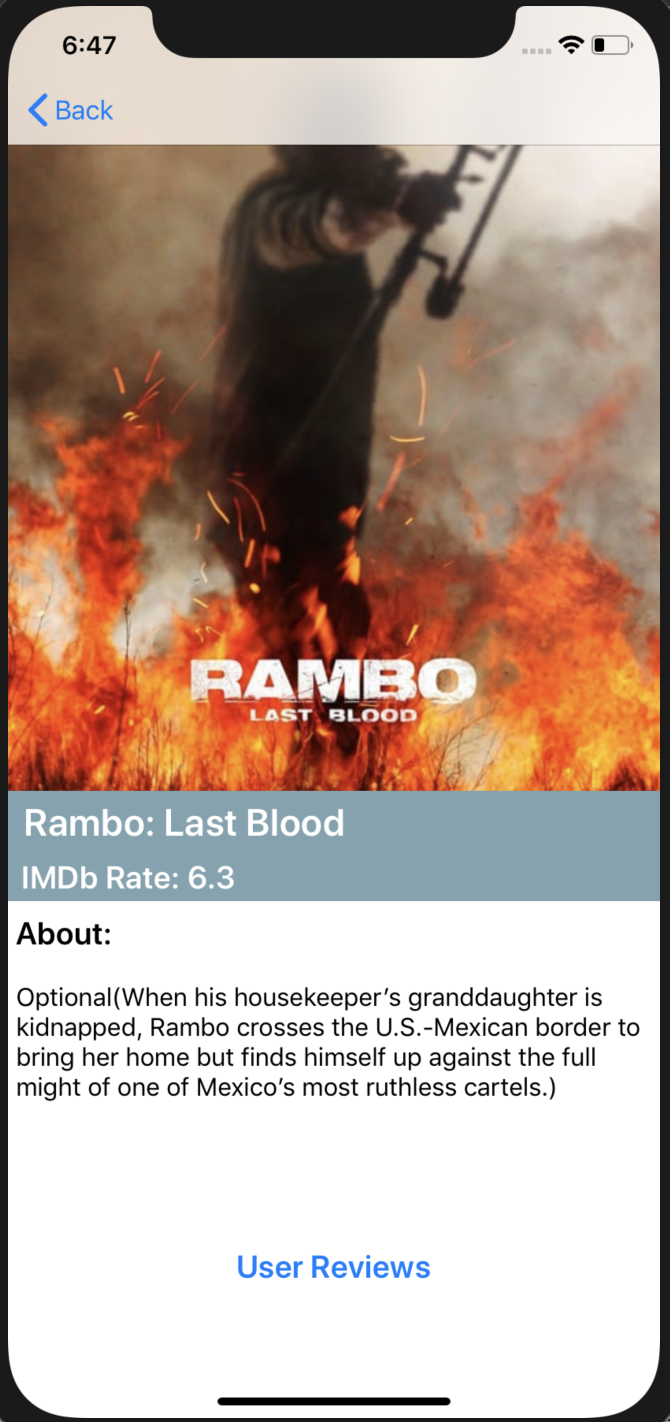 6:47
Back
RAMBO
LAST BLOOD
Rambo: Last Blood
IMDb Rate: 6.3
About:
Optional(When his housekeeper’s granddaughter is
kidnapped, Rambo crosses the U.S.-Mexican border to
bring her home but finds himself up against the full
might of one of Mexico’s most ruthless cartels.)
User Reviews